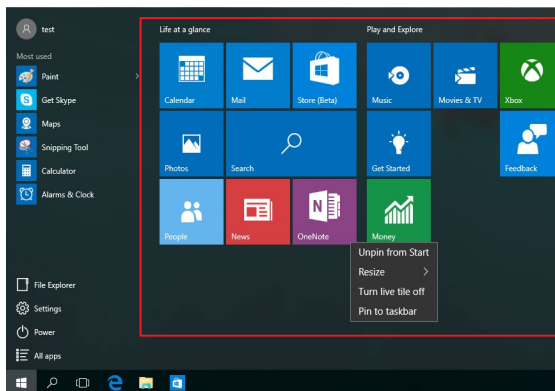 test
Most used
Paint
Get Skype
Maps
Snipping Tool
Calculator
Alarms & Clock
File Explorer
Settings
Power
All apps
Life at a glance
Calendar
Mail
Store (Beta)
Photos
Search
People
News
OneNote
Play and Explore
Music
Movies & TV
Xbox
Get Started
Feedback
Money
Unpin from Start
Resize
Turn live tile off
Pin to taskbar